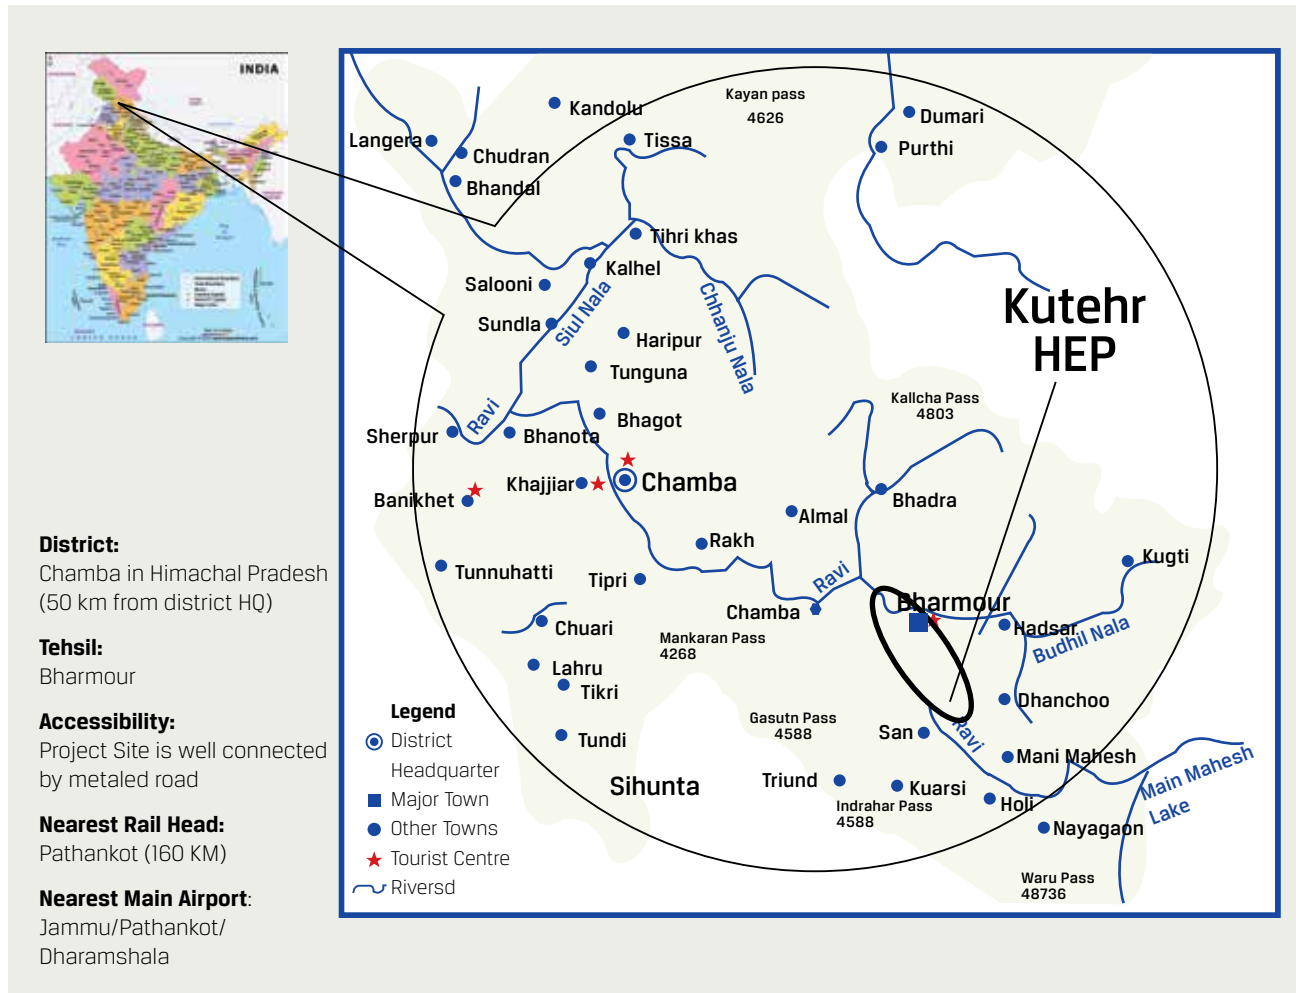 INDIA
District:
Chamba in Himachal Pradesh
(50 km from district HQ)
Tehsil:
Bharmour
Accessibility:
Project Site is well connected
by metaled road
Nearest Rail Head:
Pathankot (160 KM)
Nearest Main Airport:
Jammu/Pathankot/
Dharamshala
Kayan pass
4626
Kandolu
Dumari
Langera
Tissa
Purthi
Chudran
Bhandal
Tihri khas
Kalhel
Salooni
Siul Nala
Chhanju Nala
Kutehr
HEP
Sundla
Haripur
Tunguna
Kallcha Pass
4803
Ravi
Bhagot
Sherpur
Bhanota
Khajjiar
Chamba
Banikhet
Bhadra
Almal
Rakh
Kugti
Tunnuhatti
Tipri
Ravi
Chamba
Bharmour
Hadsar
Budhil Nala
Chuari
Mankaran Pass
4268
Lahru
Tikri
Dhanchoo
Gasutn Pass
4588
San
Ravi
Tundi
Mani Mahesh
Main Mahesh
Lake
Sihunta
Triund
Kuarsi
Indrahar Pass
4588
Holi
Nayagaon
Waru Pass
48736
Legend
District
Headquarter
Major Town
Other Towns
Tourist Centre
Riversd